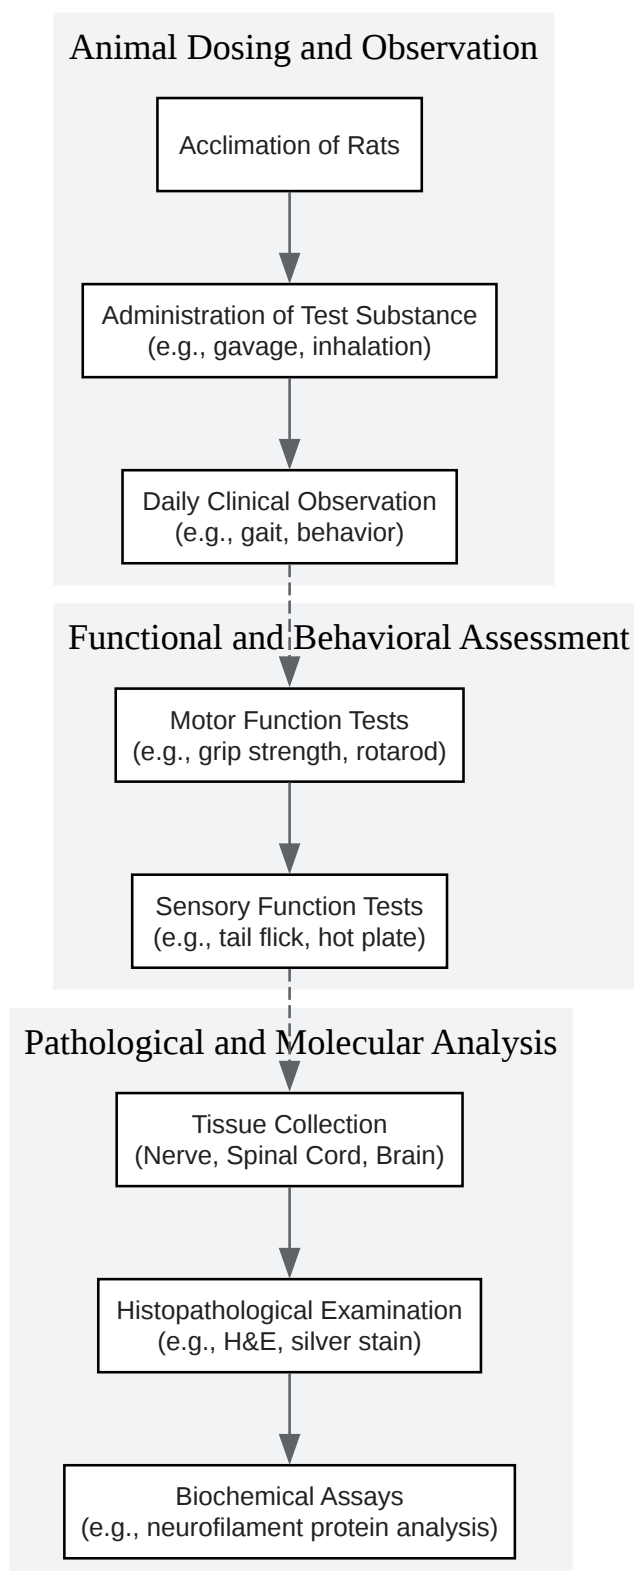 Animal Dosing and Observation
Acclimation of Rats
Administration of Test Substance
(e.g., gavage, inhalation)
Daily Clinical Observation
(e.g., gait, behavior)
Functional and Behavioral Assessment
Motor Function Tests
(e.g., grip strength, rotarod)
Sensory Function Tests
(e.g., tail flick, hot plate)
Pathological and Molecular Analysis
Tissue Collection
(Nerve, Spinal Cord, Brain)
Histopathological Examination
(e.g., H&E, silver stain)
Biochemical Assays
(e.g., neurofilament protein analysis)